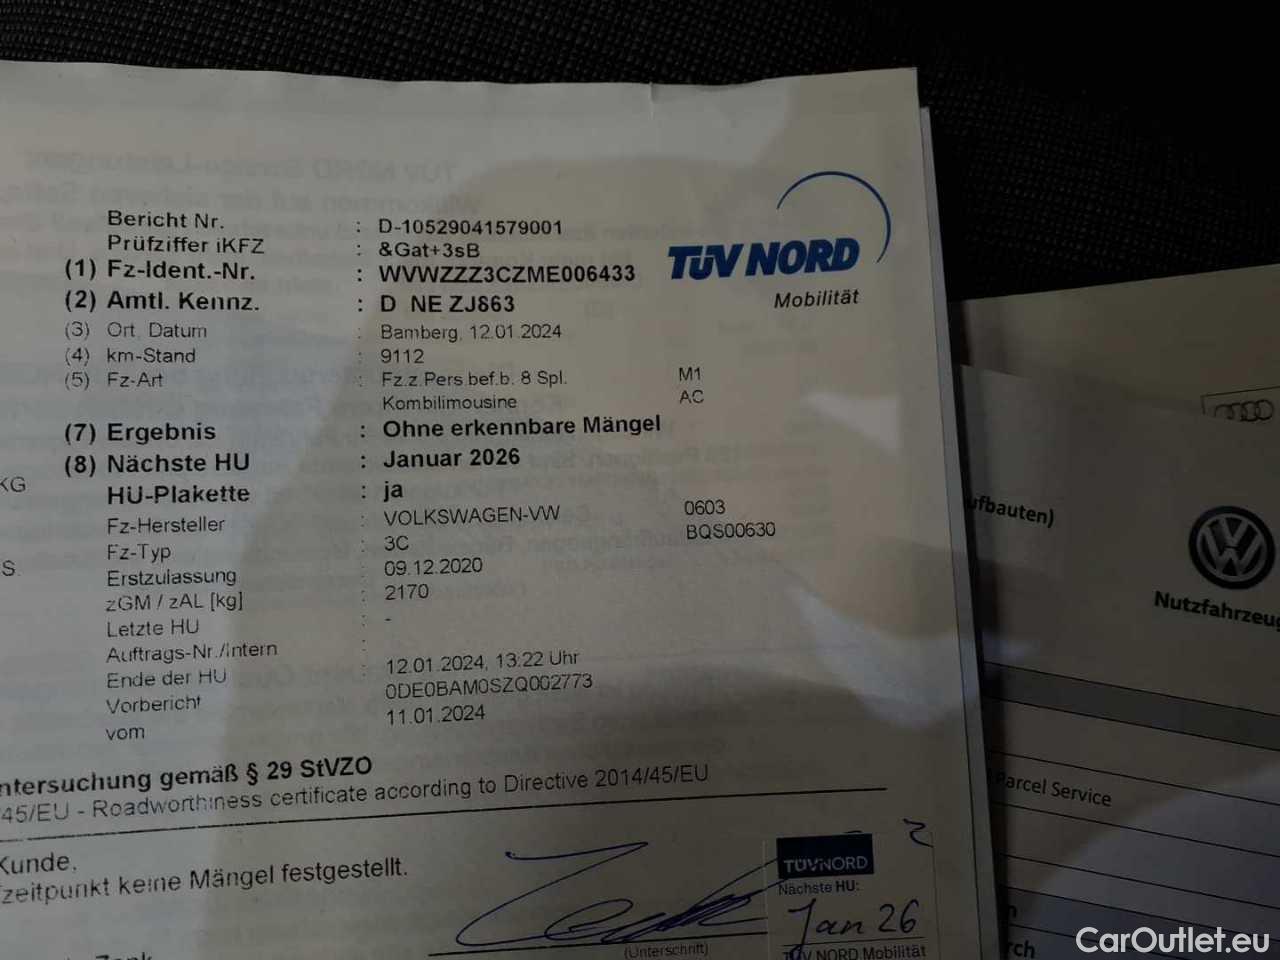 Bericht Nr. : D-10529041579001
Prüfziffer iKFZ : &Gat+3sB
(1) Fz-Ident.-Nr. : WVWZZZ3CZME006433
(2) Amtl. Kennz. : D NE ZJ863
(3) Ort, Datum : Bamberg, 12.01.2024
(4) km-Stand : 9112
(5) Fz-Art : Fz.z.Pers.bef.b. 8 Spl. M1
Kombilimousine AC
(7) Ergebnis : Ohne erkennbare Mängel
(8) Nächste HU : Januar 2026
HU-Plakette : ja
Fz-Hersteller : VOLKSWAGEN-VW 0603
Fz-Typ : 3C BQS00630
Erstzulassung : 09.12.2020
zGM / zAL [kg] : 2170
Letzte HU : -
Auftrags-Nr./Intern :
Ende der HU : 12.01.2024, 13:22 Uhr
Vorbericht : 0DE0BAM0SZQ002773
vom 11.01.2024
KG
S.
TÜV NORD
Mobilität
ntersuchung gemäß § 29 StVZO
45/EU - Roadworthiness certificate according to Directive 2014/45/EU
Kunde,
zeitpunkt keine Mängel festgestellt.
(Unterschrift)
TÜV NORD
Nächste HU:
Jan 26
TÜV NORD Mobilität
ufbauten)
Nutzfahrzeug
Parcel Service
CarOutlet.eu